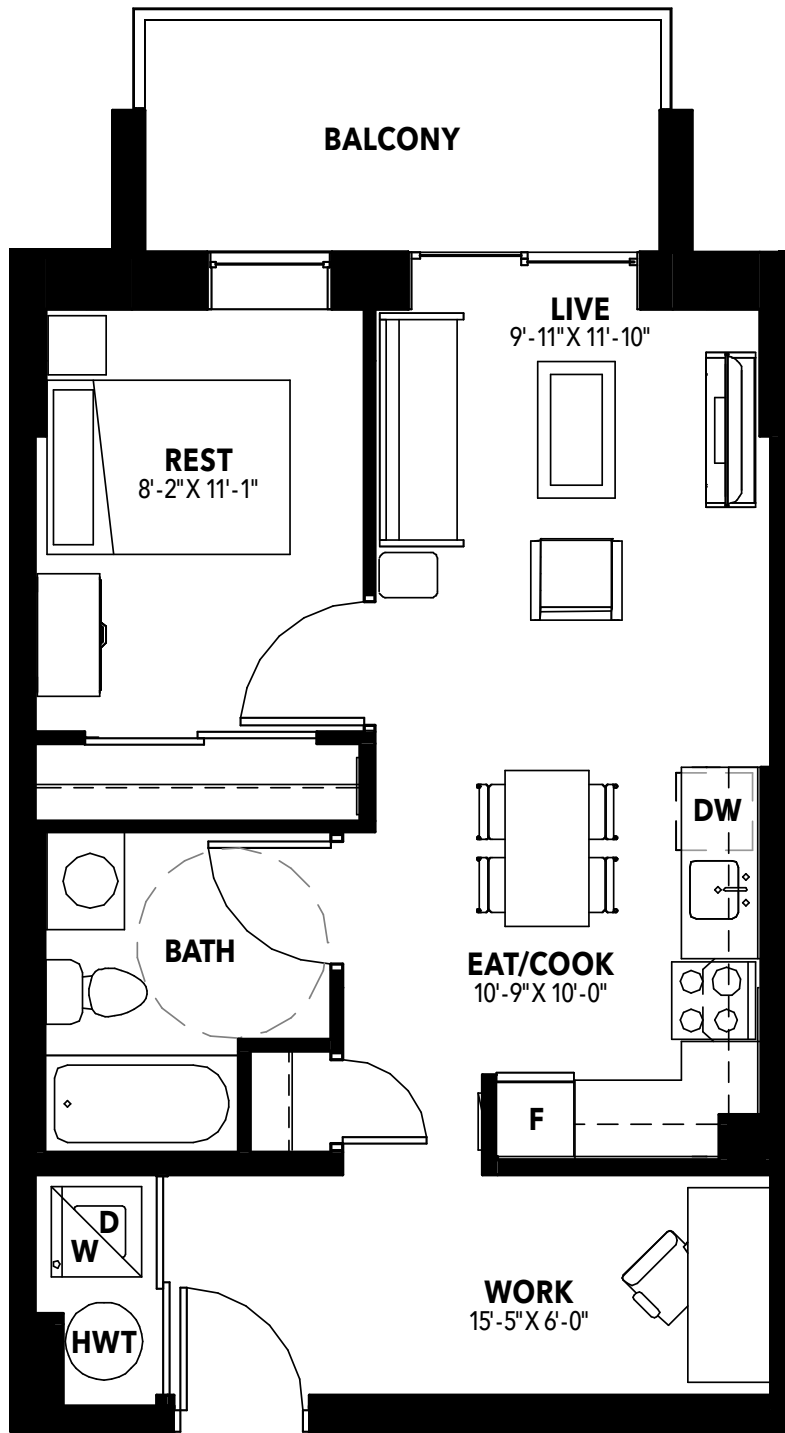 BALCONY
LIVE
9'-11" X 11'-10"
REST
8'-2" X 11'-1"
DW
BATH
EAT/COOK
10'-9" X 10'-0"
F
D
W
WORK
15'-5" X 6'-0"
HWT